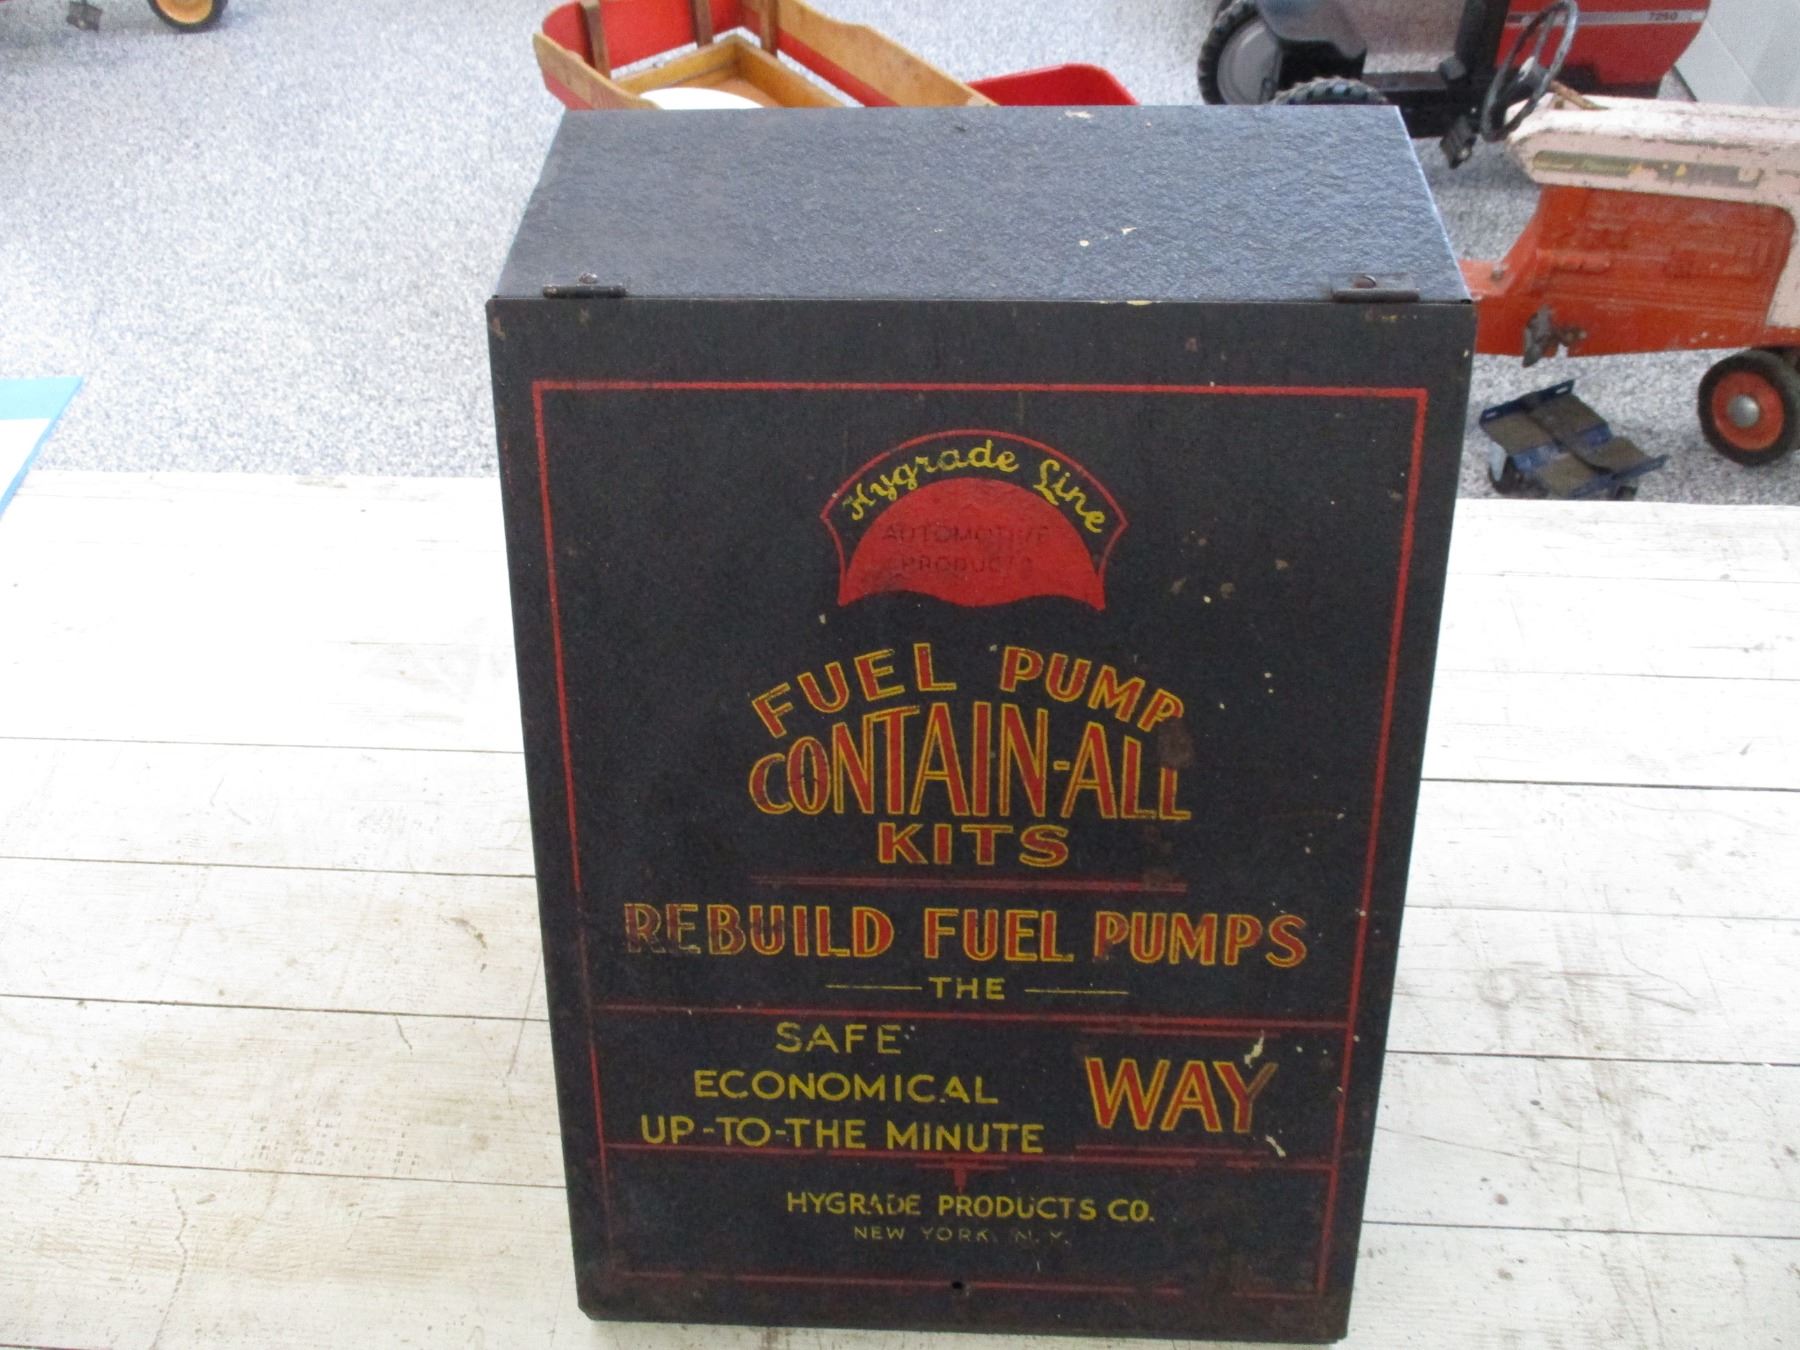 7250
Hygrade Line
AUTOMOTIVE
PRODUCTS
FUEL PUMP
CONTAIN-ALL
KITS
REBUILD FUEL PUMPS
THE
SAFE
ECONOMICAL
UP-TO-THE MINUTE
WAY
HYGRADE PRODUCTS CO.
NEW YORK, N. Y.